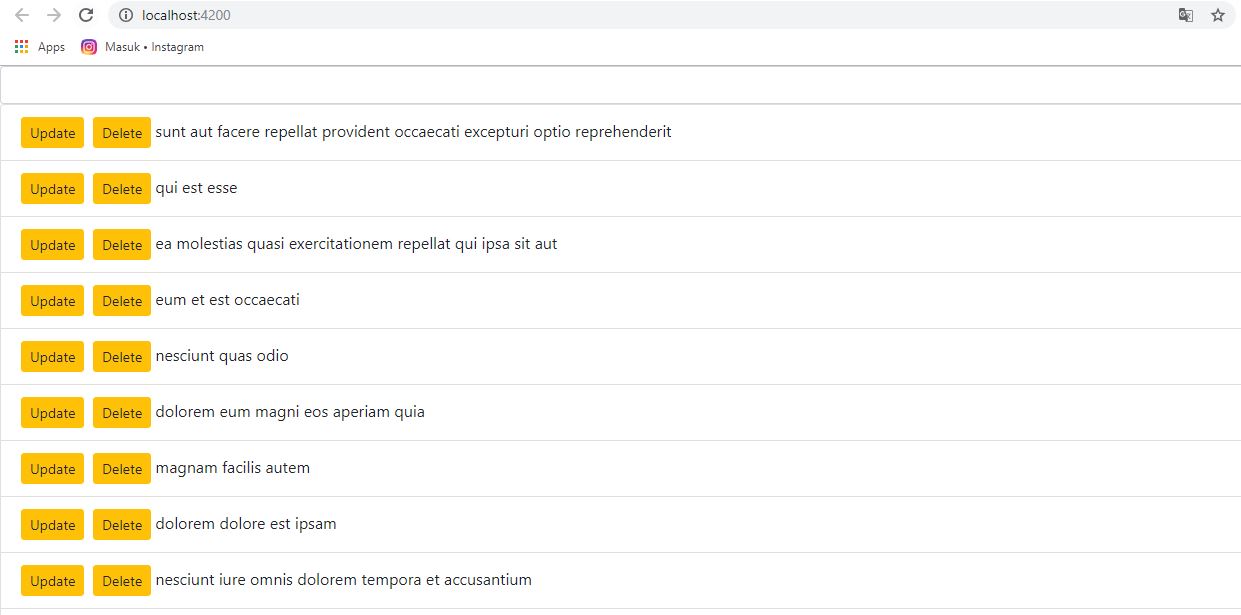 localhost:4200
Apps Masuk • Instagram
Update Delete sunt aut facere repellat provident occaecati excepturi optio reprehenderit
Update Delete qui est esse
Update Delete ea molestias quasi exercitationem repellat qui ipsa sit aut
Update Delete eum et est occaecati
Update Delete nesciunt quas odio
Update Delete dolorem eum magni eos aperiam quia
Update Delete magnam facilis autem
Update Delete dolorem dolore est ipsam
Update Delete nesciunt iure omnis dolorem tempora et accusantium